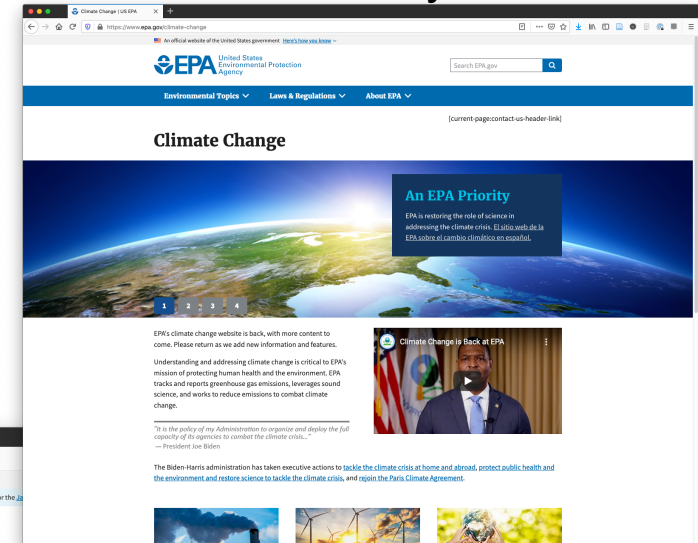 Climate Change | US EPA
https://www.epa.gov/climate-change
An official website of the United States government Here's how you know
EPA
United States
Environmental Protection
Agency
Search EPA.gov
Environmental Topics Laws & Regulations About EPA
[current-page:contact-us-header-link]
Climate Change
An EPA Priority
EPA is restoring the role of science in
addressing the climate crisis. El sitio web de la
EPA sobre el cambio climático en español.
1 2 3 4
EPA's climate change website is back, with more content to
come. Please return as we add new information and features.
Understanding and addressing climate change is critical to EPA's
mission of protecting human health and the environment. EPA
tracks and reports greenhouse gas emissions, leverages sound
science, and works to reduce emissions to combat climate
change.
Climate Change is Back at EPA
"It is the policy of my Administration to organize and deploy the full
capacity of its agencies to combat the climate crisis..."
— President Joe Biden
The Biden-Harris administration has taken executive actions to tackle the climate crisis at home and abroad, protect public health and
the environment and restore science to tackle the climate crisis, and rejoin the Paris Climate Agreement.
or the